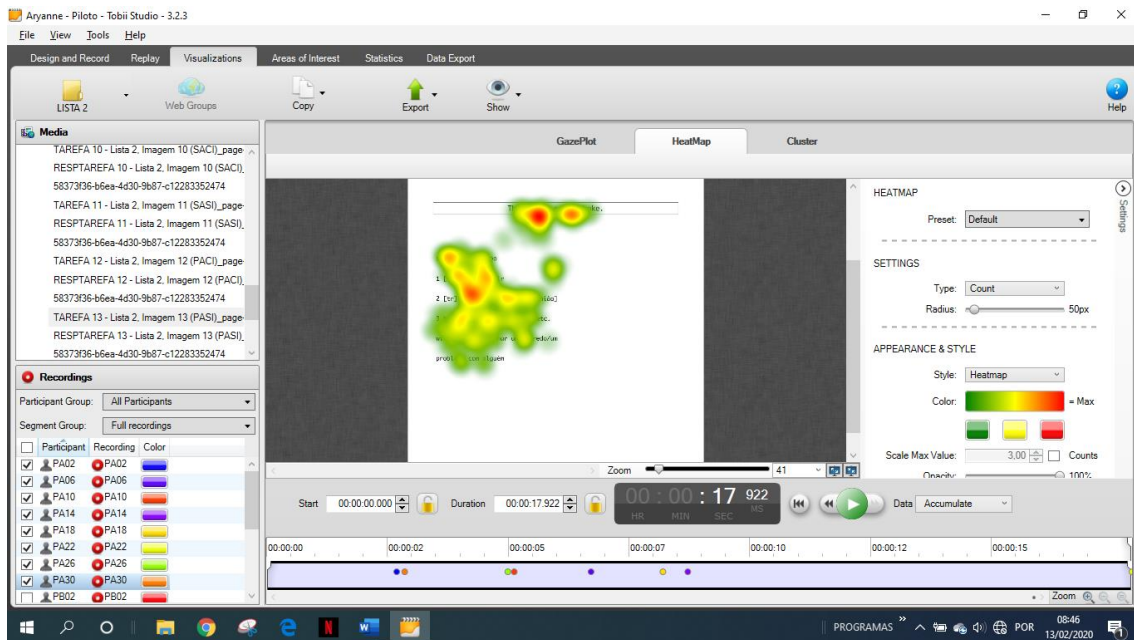 Aryanne - Piloto - Tobii Studio - 3.2.3
File View Tools Help
Design and Record Replay Visualizations Areas of Interest Statistics Data Export
LISTA 2 Web Groups Copy Export Show Help
Media
TAREFA 10 - Lista 2, Imagem 10 (SACI)_page-
RESPTAREFA 10 - Lista 2, Imagem 10 (SACI)_
58373f36-b6ea-4d30-9b87-c12283352474
TAREFA 11 - Lista 2, Imagem 11 (SASI)_page-
RESPTAREFA 11 - Lista 2, Imagem 11 (SASI)_
58373f36-b6ea-4d30-9b87-c12283352474
TAREFA 12 - Lista 2, Imagem 12 (PACI)_page-
RESPTAREFA 12 - Lista 2, Imagem 12 (PACI)_
58373f36-b6ea-4d30-9b87-c12283352474
TAREFA 13 - Lista 2, Imagem 13 (PASI)_page-
RESPTAREFA 13 - Lista 2, Imagem 13 (PASI)_
58373f36-b6ea-4d30-9b87-c12283352474
Recordings
Participant Group: All Participants
Segment Group: Full recordings
Participant Recording Color
PA02 PA02
PA06 PA06
PA10 PA10
PA14 PA14
PA18 PA18
PA22 PA22
PA26 PA26
PA30 PA30
PB02 PB02
GazePlot HeatMap Cluster
1 [
2 [tr
com alguém
HEATMAP
Preset: Default
SETTINGS
Type: Count
Radius: 50px
APPEARANCE & STYLE
Style: Heatmap
Color: = Max
Scale Max Value: 3,00 Counts
Opacity: 100%
Settings
Zoom 41
Start 00:00:00.000 Duration 00:00:17.922 00 : 00 : 17 922 Data Accumulate
HR MIN SEC MS
00:00:00 00:00:02 00:00:05 00:00:07 00:00:10 00:00:12 00:00:15
Zoom
PROGRAMAS POR 08:46
13/02/2020